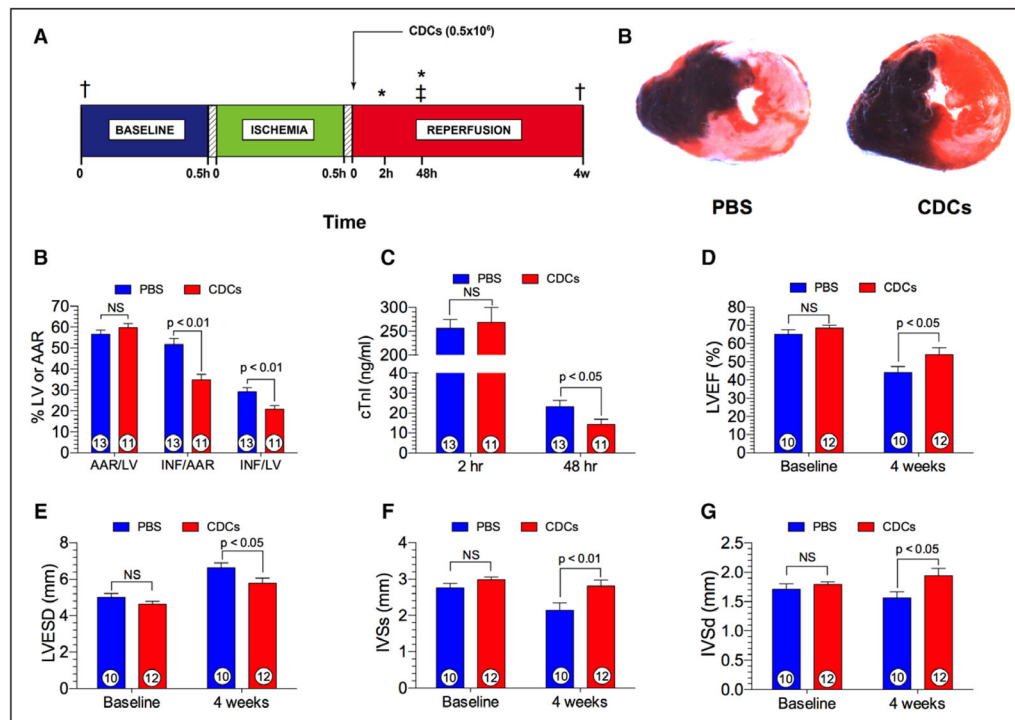 A
CDCs (0.5x10⁶)
†
*
*
‡
†
BASELINE
ISCHEMIA
REPERFUSION
0
0.5h
0
0.5h
0
2h
48h
4w
Time
B
PBS
CDCs
B
PBS
CDCs
% LV or AAR
70
60
50
40
30
20
10
0
NS
p < 0.01
p < 0.01
13
11
13
11
13
11
AAR/LV
INF/AAR
INF/LV
C
PBS
CDCs
cTnI (ng/ml)
300
250
200
40
30
20
10
0
NS
p < 0.05
13
11
13
11
2 hr
48 hr
D
PBS
CDCs
LVEF (%)
80
70
60
50
40
30
20
10
0
NS
p < 0.05
10
12
10
12
Baseline
4 weeks
E
PBS
CDCs
LVESD (mm)
8
6
4
2
0
NS
p < 0.05
10
12
10
12
Baseline
4 weeks
F
PBS
CDCs
IVSs (mm)
4
3
2
1
0
NS
p < 0.01
10
12
10
12
Baseline
4 weeks
G
PBS
CDCs
IVSd (mm)
2.5
2.0
1.5
1.0
0.5
0.0
NS
p < 0.05
10
12
10
12
Baseline
4 weeks